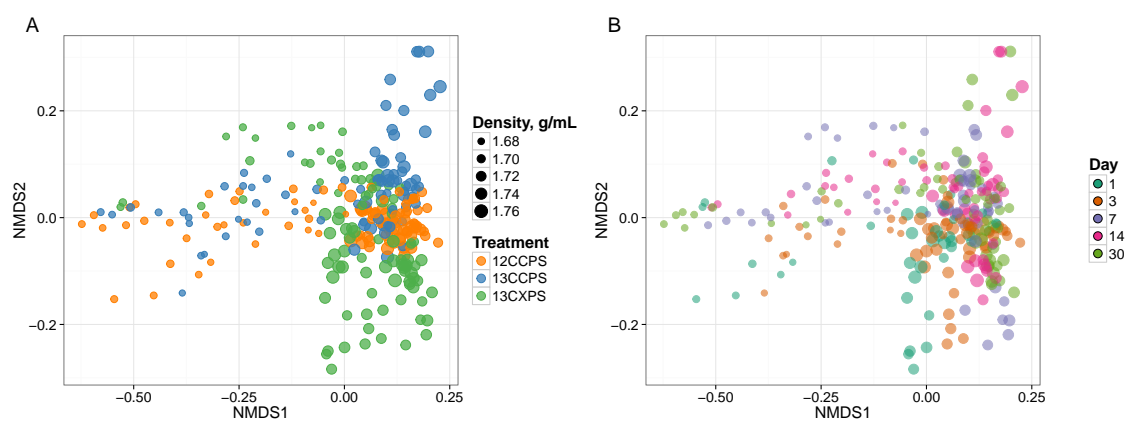 A
0.2
0.0
−0.2
NMDS2
−0.50
−0.25
0.00
0.25
NMDS1
Density, g/mL
1.68
1.70
1.72
1.74
1.76
Treatment
12CCPS
13CCPS
13CXPS
B
0.2
0.0
−0.2
NMDS2
−0.50
−0.25
0.00
0.25
NMDS1
Day
1
3
7
14
30